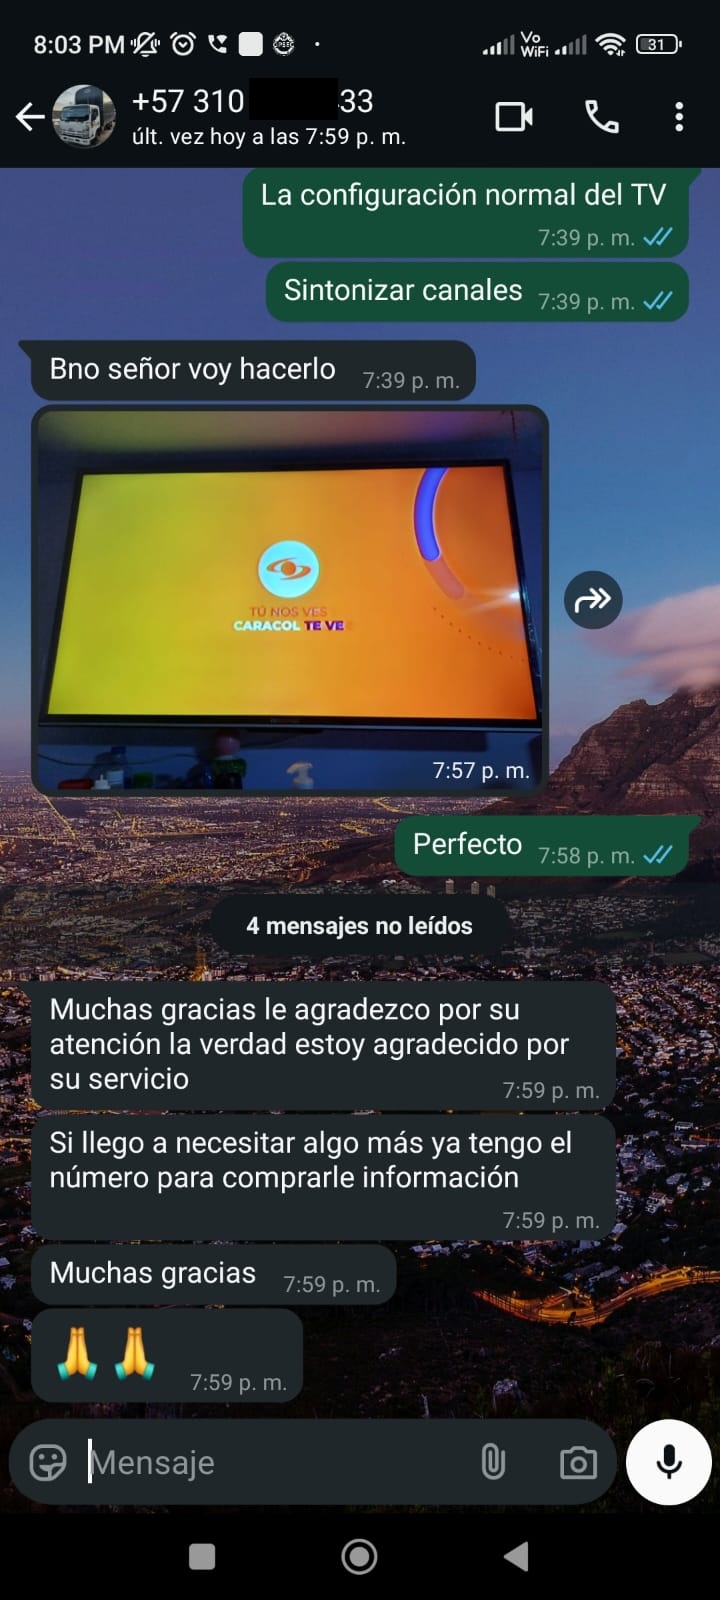 8:03 PM
Vo
WiFi
31
+57 310 33
últ. vez hoy a las 7:59 p. m.
La configuración normal del TV
7:39 p. m.
Sintonizar canales 7:39 p. m.
Bno señor voy hacerlo 7:39 p. m.
TÚ NOS VES
CARACOL TE VE
7:57 p. m.
Perfecto 7:58 p. m.
4 mensajes no leídos
Muchas gracias le agradezco por su
atención la verdad estoy agradecido por
su servicio
7:59 p. m.
Si llego a necesitar algo más ya tengo el
número para comprarle información
7:59 p. m.
Muchas gracias 7:59 p. m.
7:59 p. m.
Mensaje